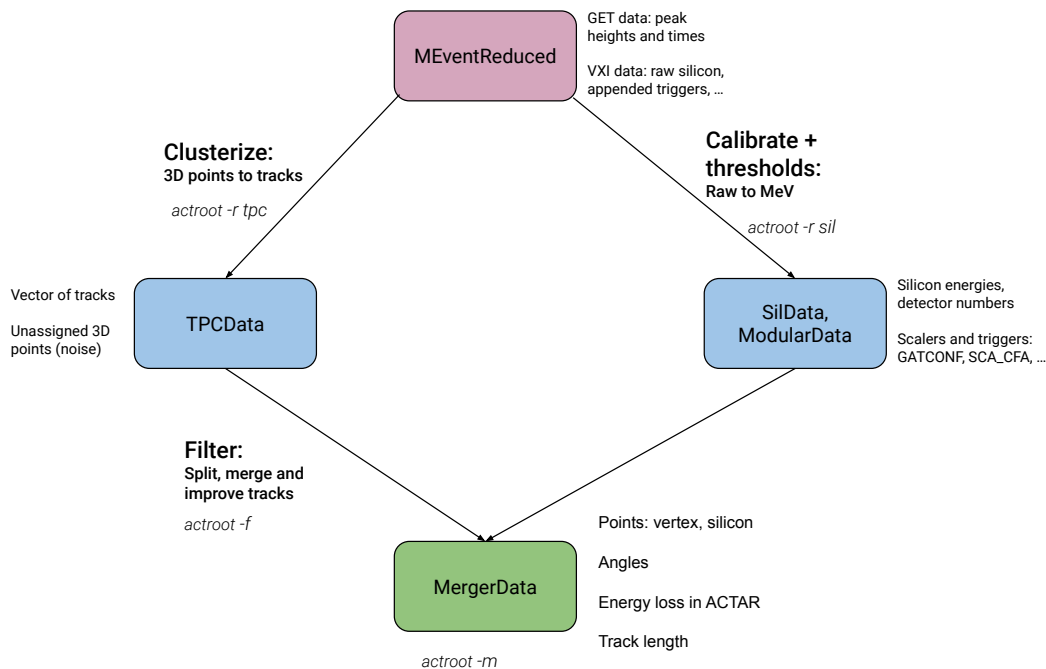 MEventReduced
GET data: peak
heights and times
VXI data: raw silicon,
appended triggers, ...
Clusterize:
3D points to tracks
actroot -r tpc
Calibrate +
thresholds:
Raw to MeV
actroot -r sil
Vector of tracks
Unassigned 3D
points (noise)
TPCData
SilData,
ModularData
Silicon energies,
detector numbers
Scalers and triggers:
GATCONF, SCA_CFA, ...
Filter:
Split, merge and
improve tracks
actroot -f
MergerData
Points: vertex, silicon
Angles
Energy loss in ACTAR
Track length
actroot -m